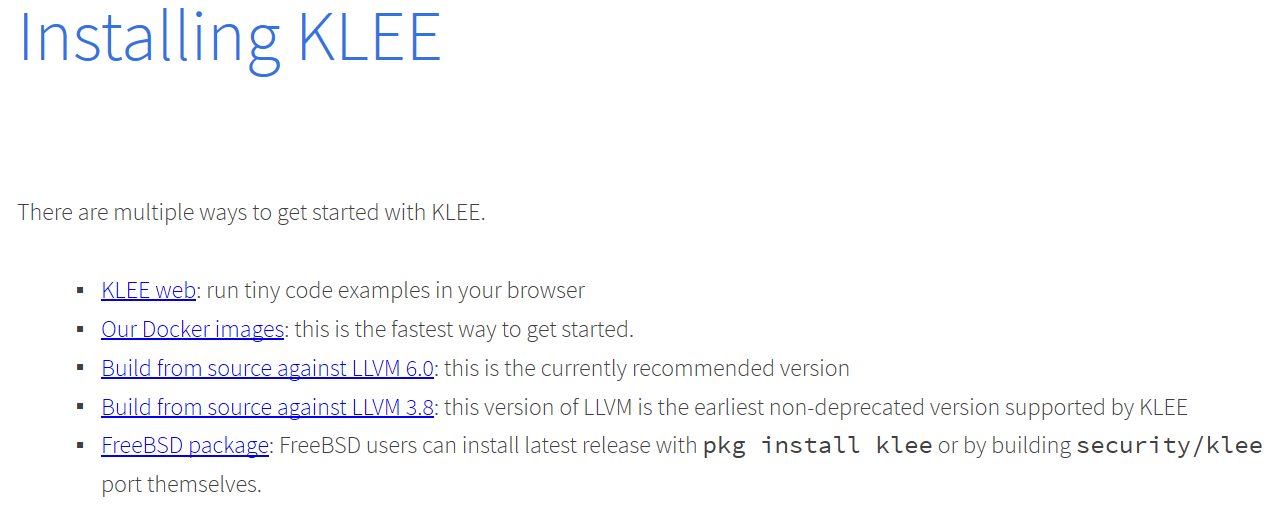 Installing KLEE
There are multiple ways to get started with KLEE.
▪ KLEE web: run tiny code examples in your browser
▪ Our Docker images: this is the fastest way to get started.
▪ Build from source against LLVM 6.0: this is the currently recommended version
▪ Build from source against LLVM 3.8: this version of LLVM is the earliest non-deprecated version supported by KLEE
▪ FreeBSD package: FreeBSD users can install latest release with pkg install klee or by building security/klee
port themselves.